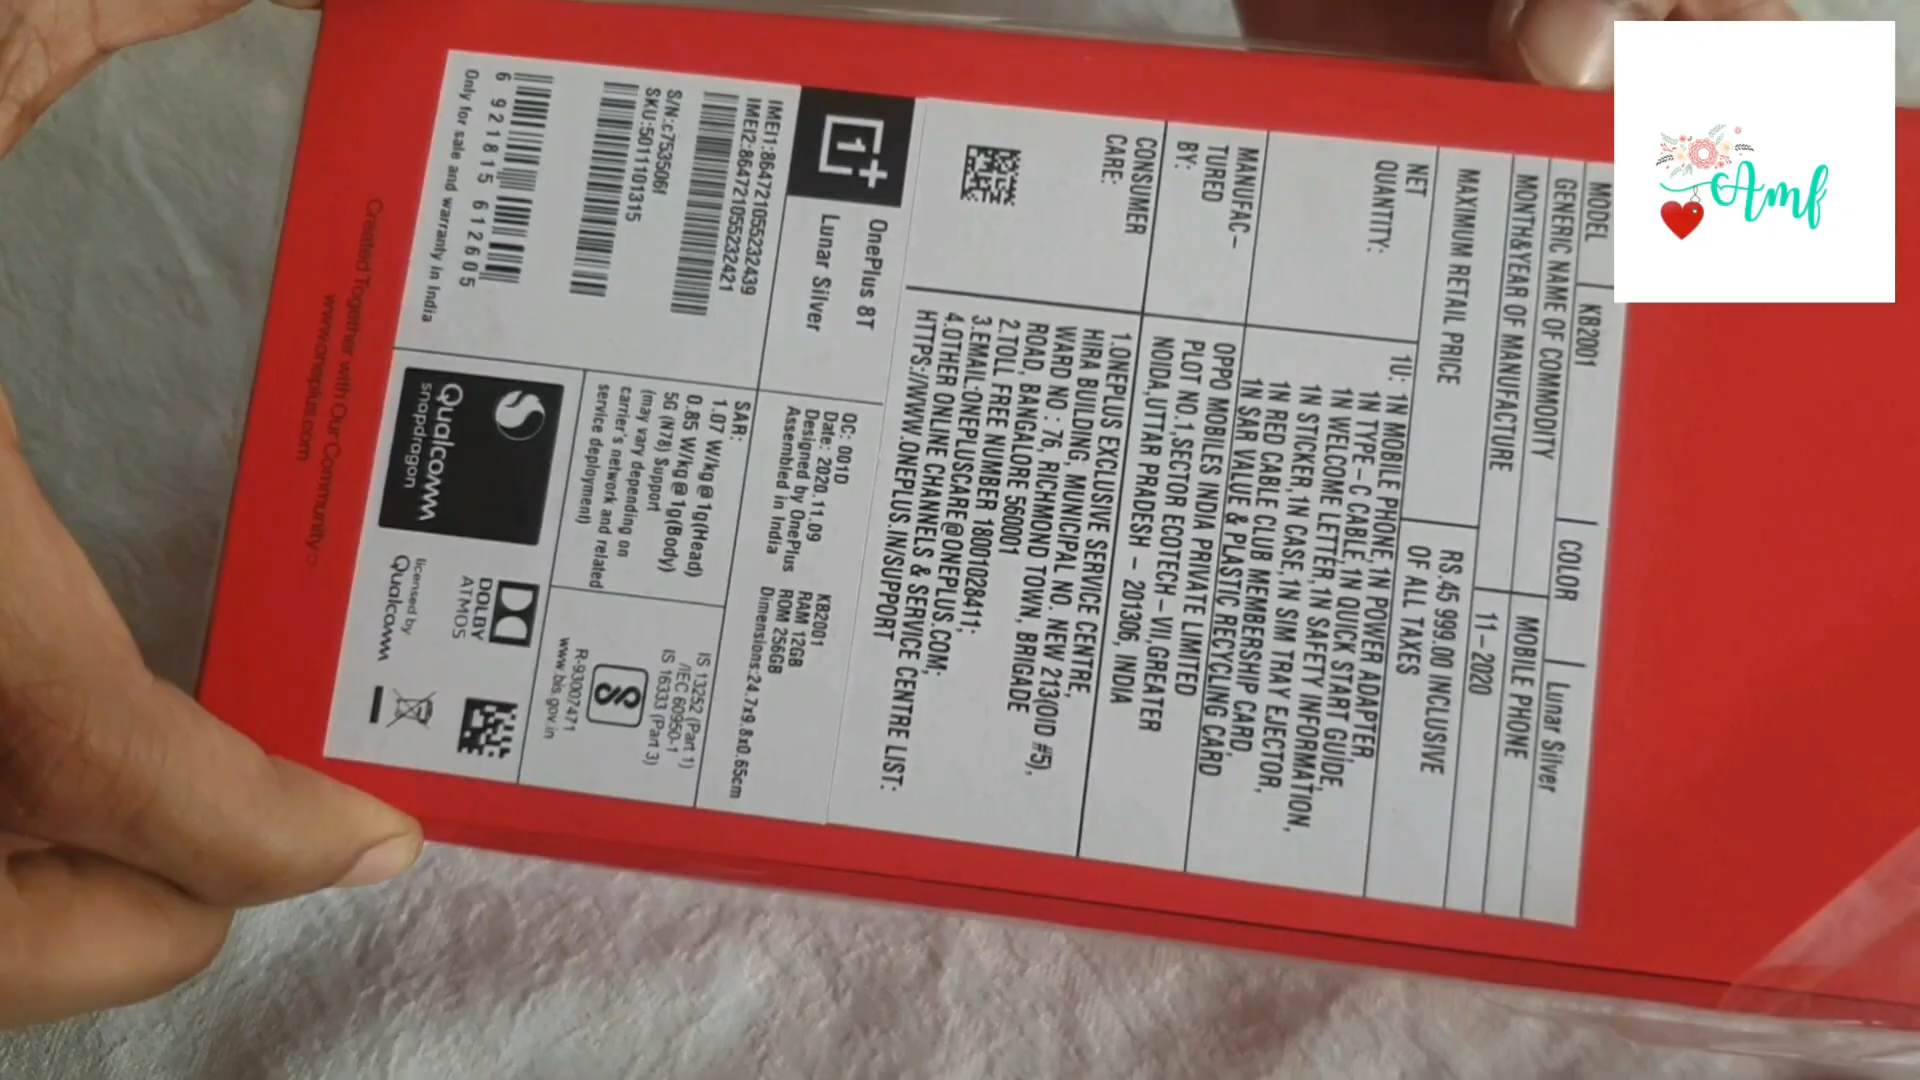 Amf
MODEL KB2001 COLOR Lunar Silver
GENERIC NAME OF COMMODITY MOBILE PHONE
MONTH&YEAR OF MANUFACTURE 11-2020
MAXIMUM RETAIL PRICE RS.45 999.00 INCLUSIVE
OF ALL TAXES
NET
QUANTITY:
1U: 1N MOBILE PHONE,1N POWER ADAPTER,
1N TYPE-C CABLE,1N QUICK START GUIDE,
1N WELCOME LETTER,1N SAFETY INFORMATION,
1N STICKER,1N CASE,1N SIM TRAY EJECTOR,
1N RED CABLE CLUB MEMBERSHIP CARD,
1N SAR VALUE & PLASTIC RECYCLING CARD
MANUFAC-
TURED
BY:
OPPO MOBILES INDIA PRIVATE LIMITED
PLOT NO.1,SECTOR ECOTECH-VII,GREATER
NOIDA,UTTAR PRADESH - 201306, INDIA
CONSUMER
CARE:
1.ONEPLUS EXCLUSIVE SERVICE CENTRE,
HIRA BUILDING, MUNICIPAL NO. NEW 213(OID #5),
WARD NO : 76, RICHMOND TOWN, BRIGADE
ROAD, BANGALORE 560001
2.TOLL FREE NUMBER 18001028411;
3.EMAIL:ONEPLUSCARE@ONEPLUS.COM;
4.OTHER ONLINE CHANNELS & SERVICE CENTRE LIST:
HTTPS://WWW.ONEPLUS.IN/SUPPORT
1+
OnePlus 8T
Lunar Silver
QC: 001D
Date: 2020.11.09
Designed by OnePlus
Assembled in India
KB2001
RAM 12GB
ROM 256GB
Dimensions:24.7x9.8x0.65cm
IMEI1:864721055232439
IMEI2:864721055232421
S/N:c753506f
SKU:5011101315
6 921815 612605
Only for sale and warranty in India
SAR:
1.07 W/kg@1g(Head)
0.85 W/kg@1g(Body)
5G (N78) Support
(may vary depending on
carrier's network and related
service deployment)
IS 13252 (Part 1)
/IEC 60950-1
IS 1633 (Part 3)
R-93007471
www.bis.gov.in
Qualcomm
snapdragon
DOLBY
ATMOS
licensed by
Qualcomm
Created Together with Our Community
www.oneplus.com